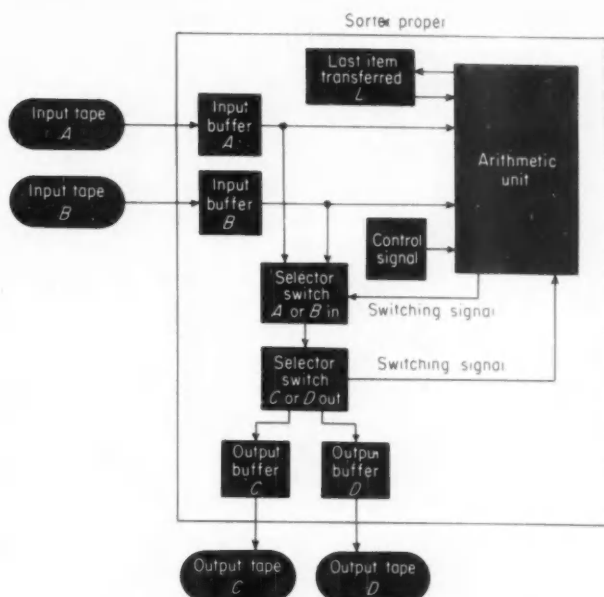 Sorter proper
Last item
transferred
L
Input tape
A
Input
buffer
A
Arithmetic
unit
Input tape
B
Input
buffer
B
Control
signal
Selector
switch
A or B in
Switching signal
Selector
switch
C or D out
Switching signal
Output
buffer
C
Output
buffer
D
Output tape
C
Output tape
D